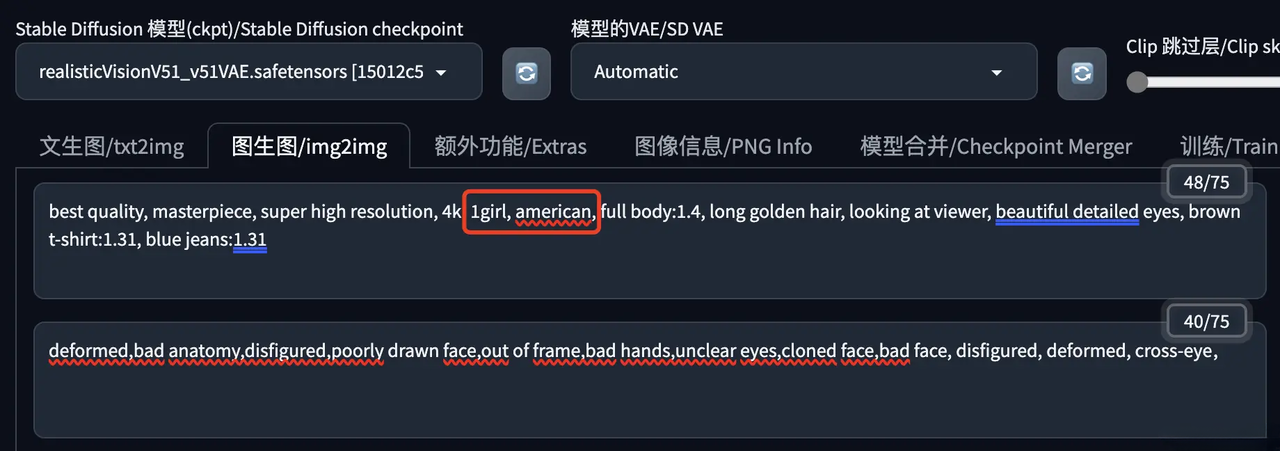 Stable Diffusion 模型(ckpt)/Stable Diffusion checkpoint
模型的VAE/SD VAE
Clip 跳过层/Clip sk
realisticVisionV51_v51VAE.safetensors [15012c5
Automatic
文生图/txt2img
图生图/img2img
额外功能/Extras
图像信息/PNG Info
模型合并/Checkpoint Merger
训练/Train
48/75
best quality, masterpiece, super high resolution, 4k, 1girl, american, full body:1.4, long golden hair, looking at viewer, beautiful detailed eyes, brown
t-shirt:1.31, blue jeans:1.31
40/75
deformed,bad anatomy,disfigured,poorly drawn face,out of frame,bad hands,unclear eyes,cloned face,bad face, disfigured, deformed, cross-eye,